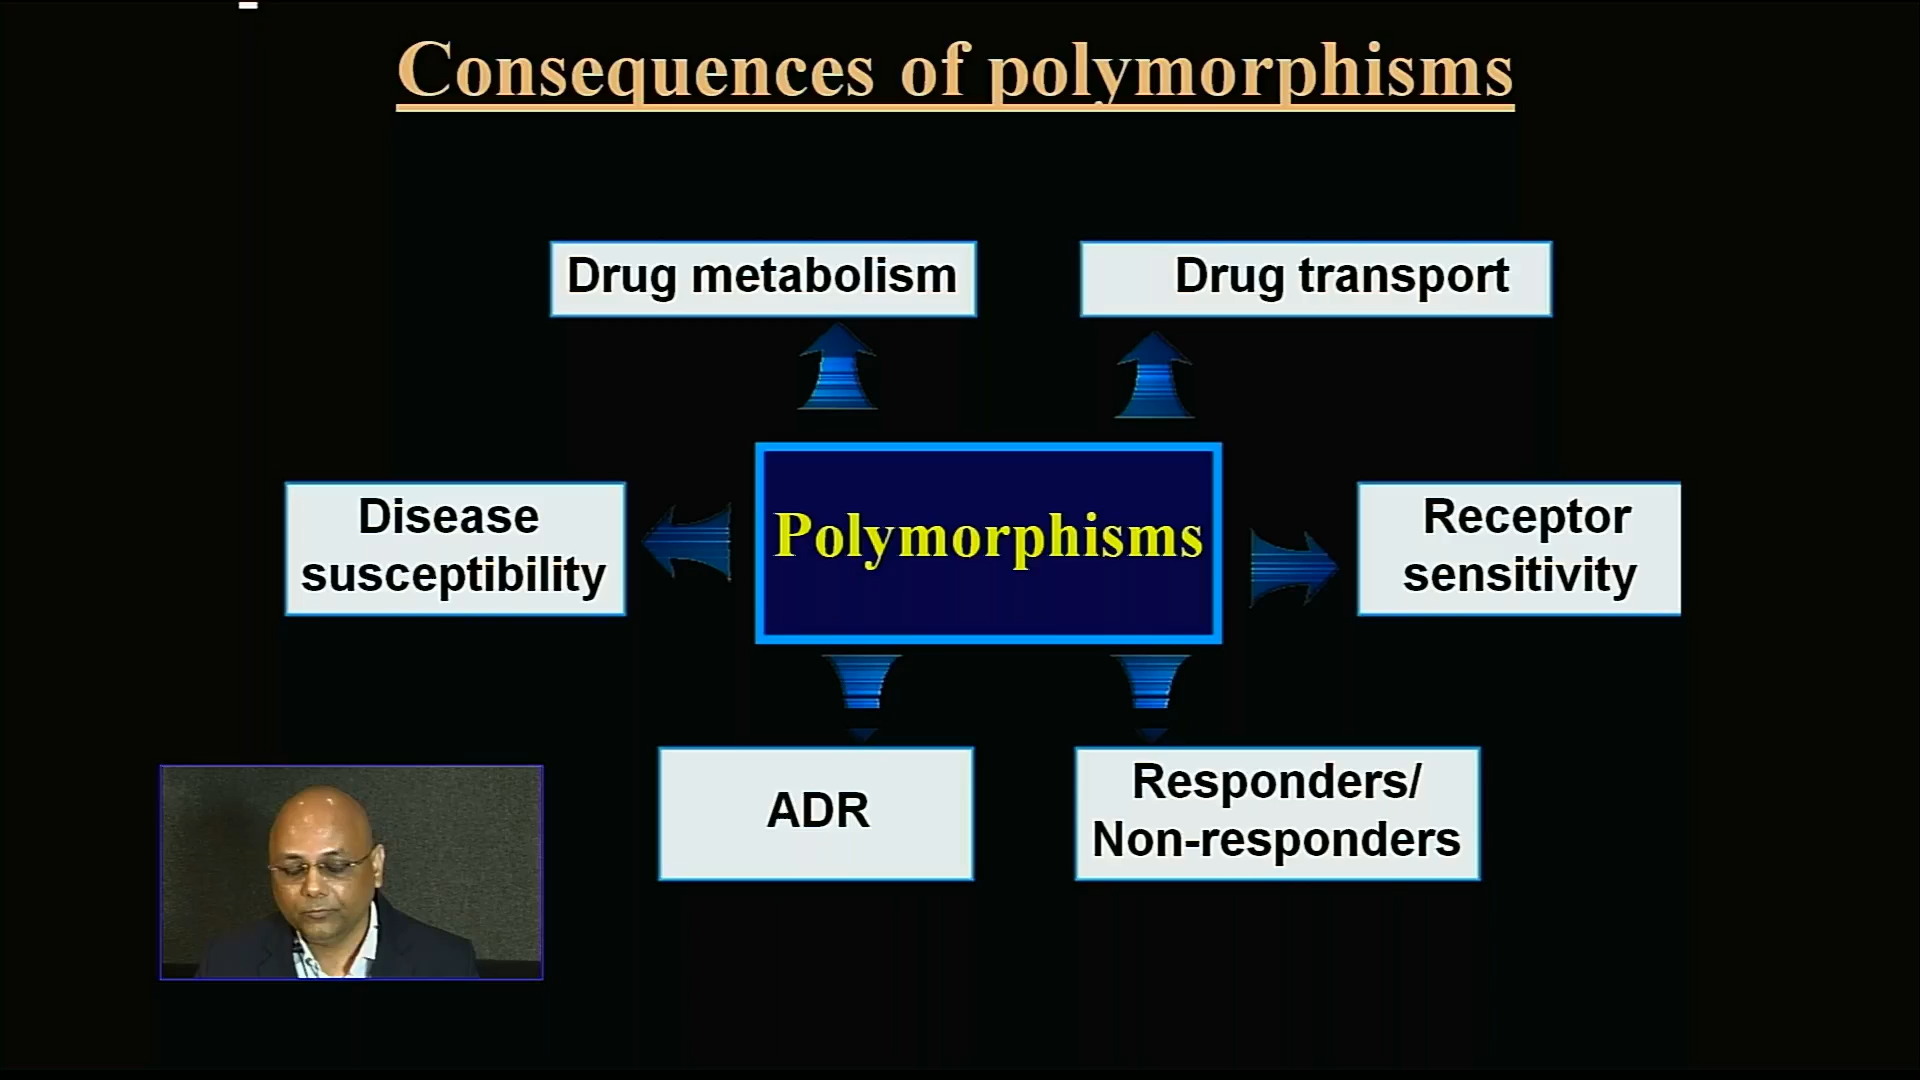 Consequences of polymorphisms
Drug metabolism
Drug transport
Disease
susceptibility
Polymorphisms
Receptor
sensitivity
ADR
Responders/
Non-responders